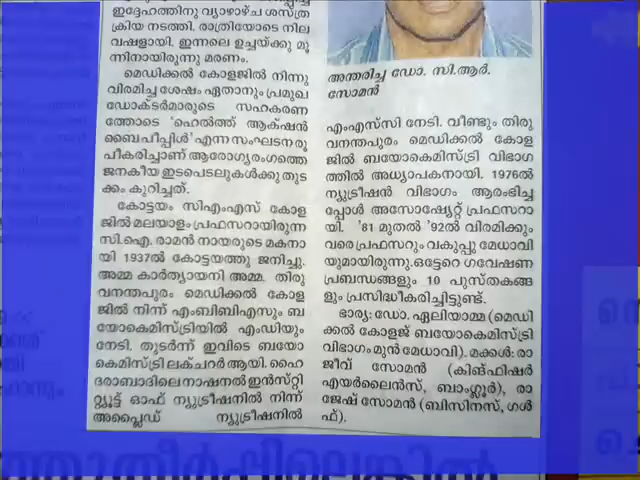 ഇദ്ദേഹത്തിനു വ്യാഴാഴ്ച ശസ്ത്ര
ക്രിയ നടത്തി. രാത്രിയോടെ നില
വഷളായി. ഇന്നലെ ഉച്ചയ്ക്കു മൂ
ന്നിനായിരുന്നു മരണം.
മെഡിക്കൽ കോളജിൽ നിന്നു
വിരമിച്ച ശേഷം ഏതാനും പ്രമുഖ
ഡോക്ടർമാരുടെ സഹകരണ
ത്തോടെ 'ഹെൽത്ത് ആക്ഷൻ
ബൈ പീപ്പിൾ' എന്ന സംഘടന രൂ
പീകരിച്ചാണ് ആരോഗ്യരംഗത്തെ
ജനകീയ ഇടപെടലുകൾക്കു തുട
ക്കം കുറിച്ചത്.
കോട്ടയം സിഎംഎസ് കോള
ജിൽ മലയാളം പ്രഫസറായിരുന്ന
സി.ഐ. രാമൻ നായരുടെ മകനാ
യി 1937ൽ കോട്ടയത്തു ജനിച്ചു.
അമ്മ കാർത്യായനി അമ്മ. തിരു
വനന്തപുരം മെഡിക്കൽ കോള
ജിൽ നിന്ന് എംബിബിഎസും ബ
യോകെമിസ്ട്രിയിൽ എംഡിയും
നേടി. തുടർന്ന് ഇവിടെ ബയോ
കെമിസ്ട്രി ലക്ചറർ ആയി. ഹൈ
ദരാബാദിലെ നാഷനൽ ഇൻസ്റ്റി
റ്റ്യൂട്ട് ഓഫ് ന്യൂട്രീഷനിൽ നിന്ന്
അപ്ലൈഡ് ന്യൂട്രീഷനിൽ
അന്തരിച്ച ഡോ. സി.ആർ.
സോമൻ
എംഎസ്‌സി നേടി. വീണ്ടും തിരു
വനന്തപുരം മെഡിക്കൽ കോള
ജിൽ ബയോകെമിസ്ട്രി വിഭാഗ
ത്തിൽ അധ്യാപകനായി. 1976ൽ
ന്യൂട്രീഷൻ വിഭാഗം ആരംഭിച്ച
പ്പോൾ അസോഷ്യേറ്റ് പ്രഫസറാ
യി. '81 മുതൽ '92ൽ വിരമിക്കും
വരെ പ്രഫസറും വകുപ്പു മേധാവി
യുമായിരുന്നു.ഒട്ടേറെ ഗവേഷണ
പ്രബന്ധങ്ങളും 10 പുസ്തകങ്ങ
ളും പ്രസിദ്ധീകരിച്ചിട്ടുണ്ട്.
ഭാര്യ: ഡോ. ഏലിയാമ്മ (മെഡി
ക്കൽ കോളജ് ബയോകെമിസ്ട്രി
വിഭാഗം മുൻ മേധാവി). മക്കൾ: രാ
ജീവ് സോമൻ (കിങ്ഫിഷർ
എയർലൈൻസ്, ബാംഗ്ലൂർ), രാ
ജേഷ് സോമൻ (ബിസിനസ്, ഗൾ
ഫ്).